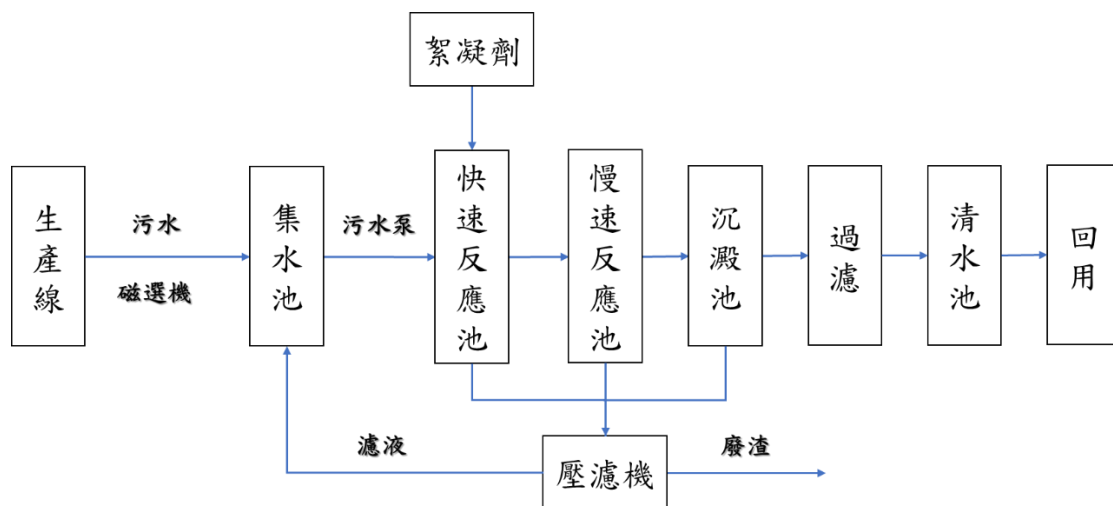 絮凝劑
生產線
污水
磁選機
集水池
污水泵
快速反應池
慢速反應池
沉澱池
過濾
清水池
回用
濾液
壓濾機
廢渣